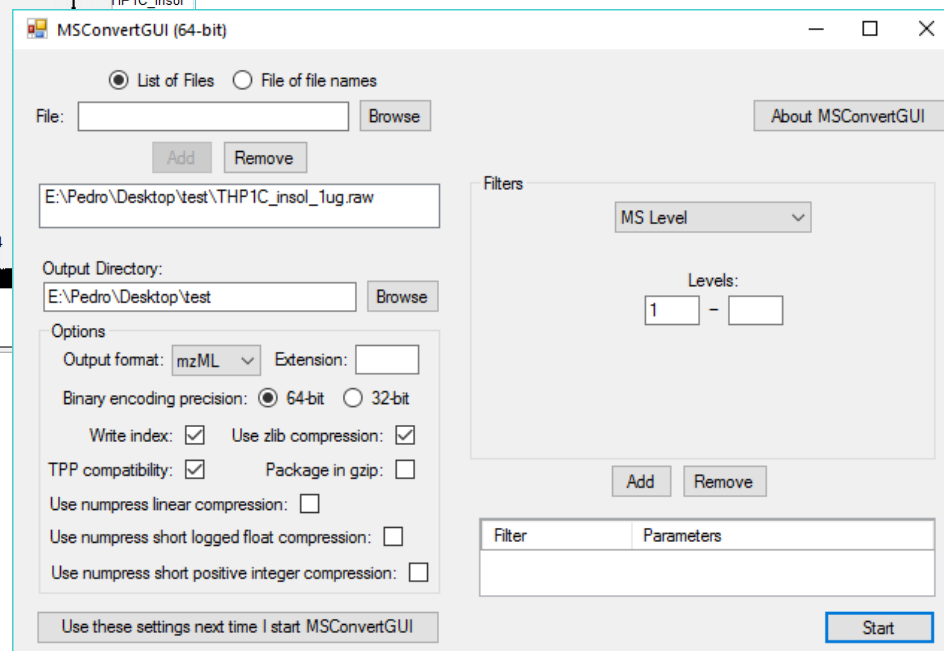 THP1C_insol
MSConvertGUI (64-bit)
List of Files File of file names
File: Browse
About MSConvertGUI
Add Remove
E:\Pedro\Desktop\test\THP1C_insol_1ug.raw
Filters
MS Level
Output Directory:
Levels:
E:\Pedro\Desktop\test Browse
1 -
Options
Output format: mzML Extension:
Binary encoding precision: 64-bit 32-bit
Write index: Use zlib compression:
TPP compatibility: Package in gzip:
Add Remove
Use numpress linear compression:
Use numpress short logged float compression:
Filter Parameters
Use numpress short positive integer compression:
Use these settings next time I start MSConvertGUI
Start